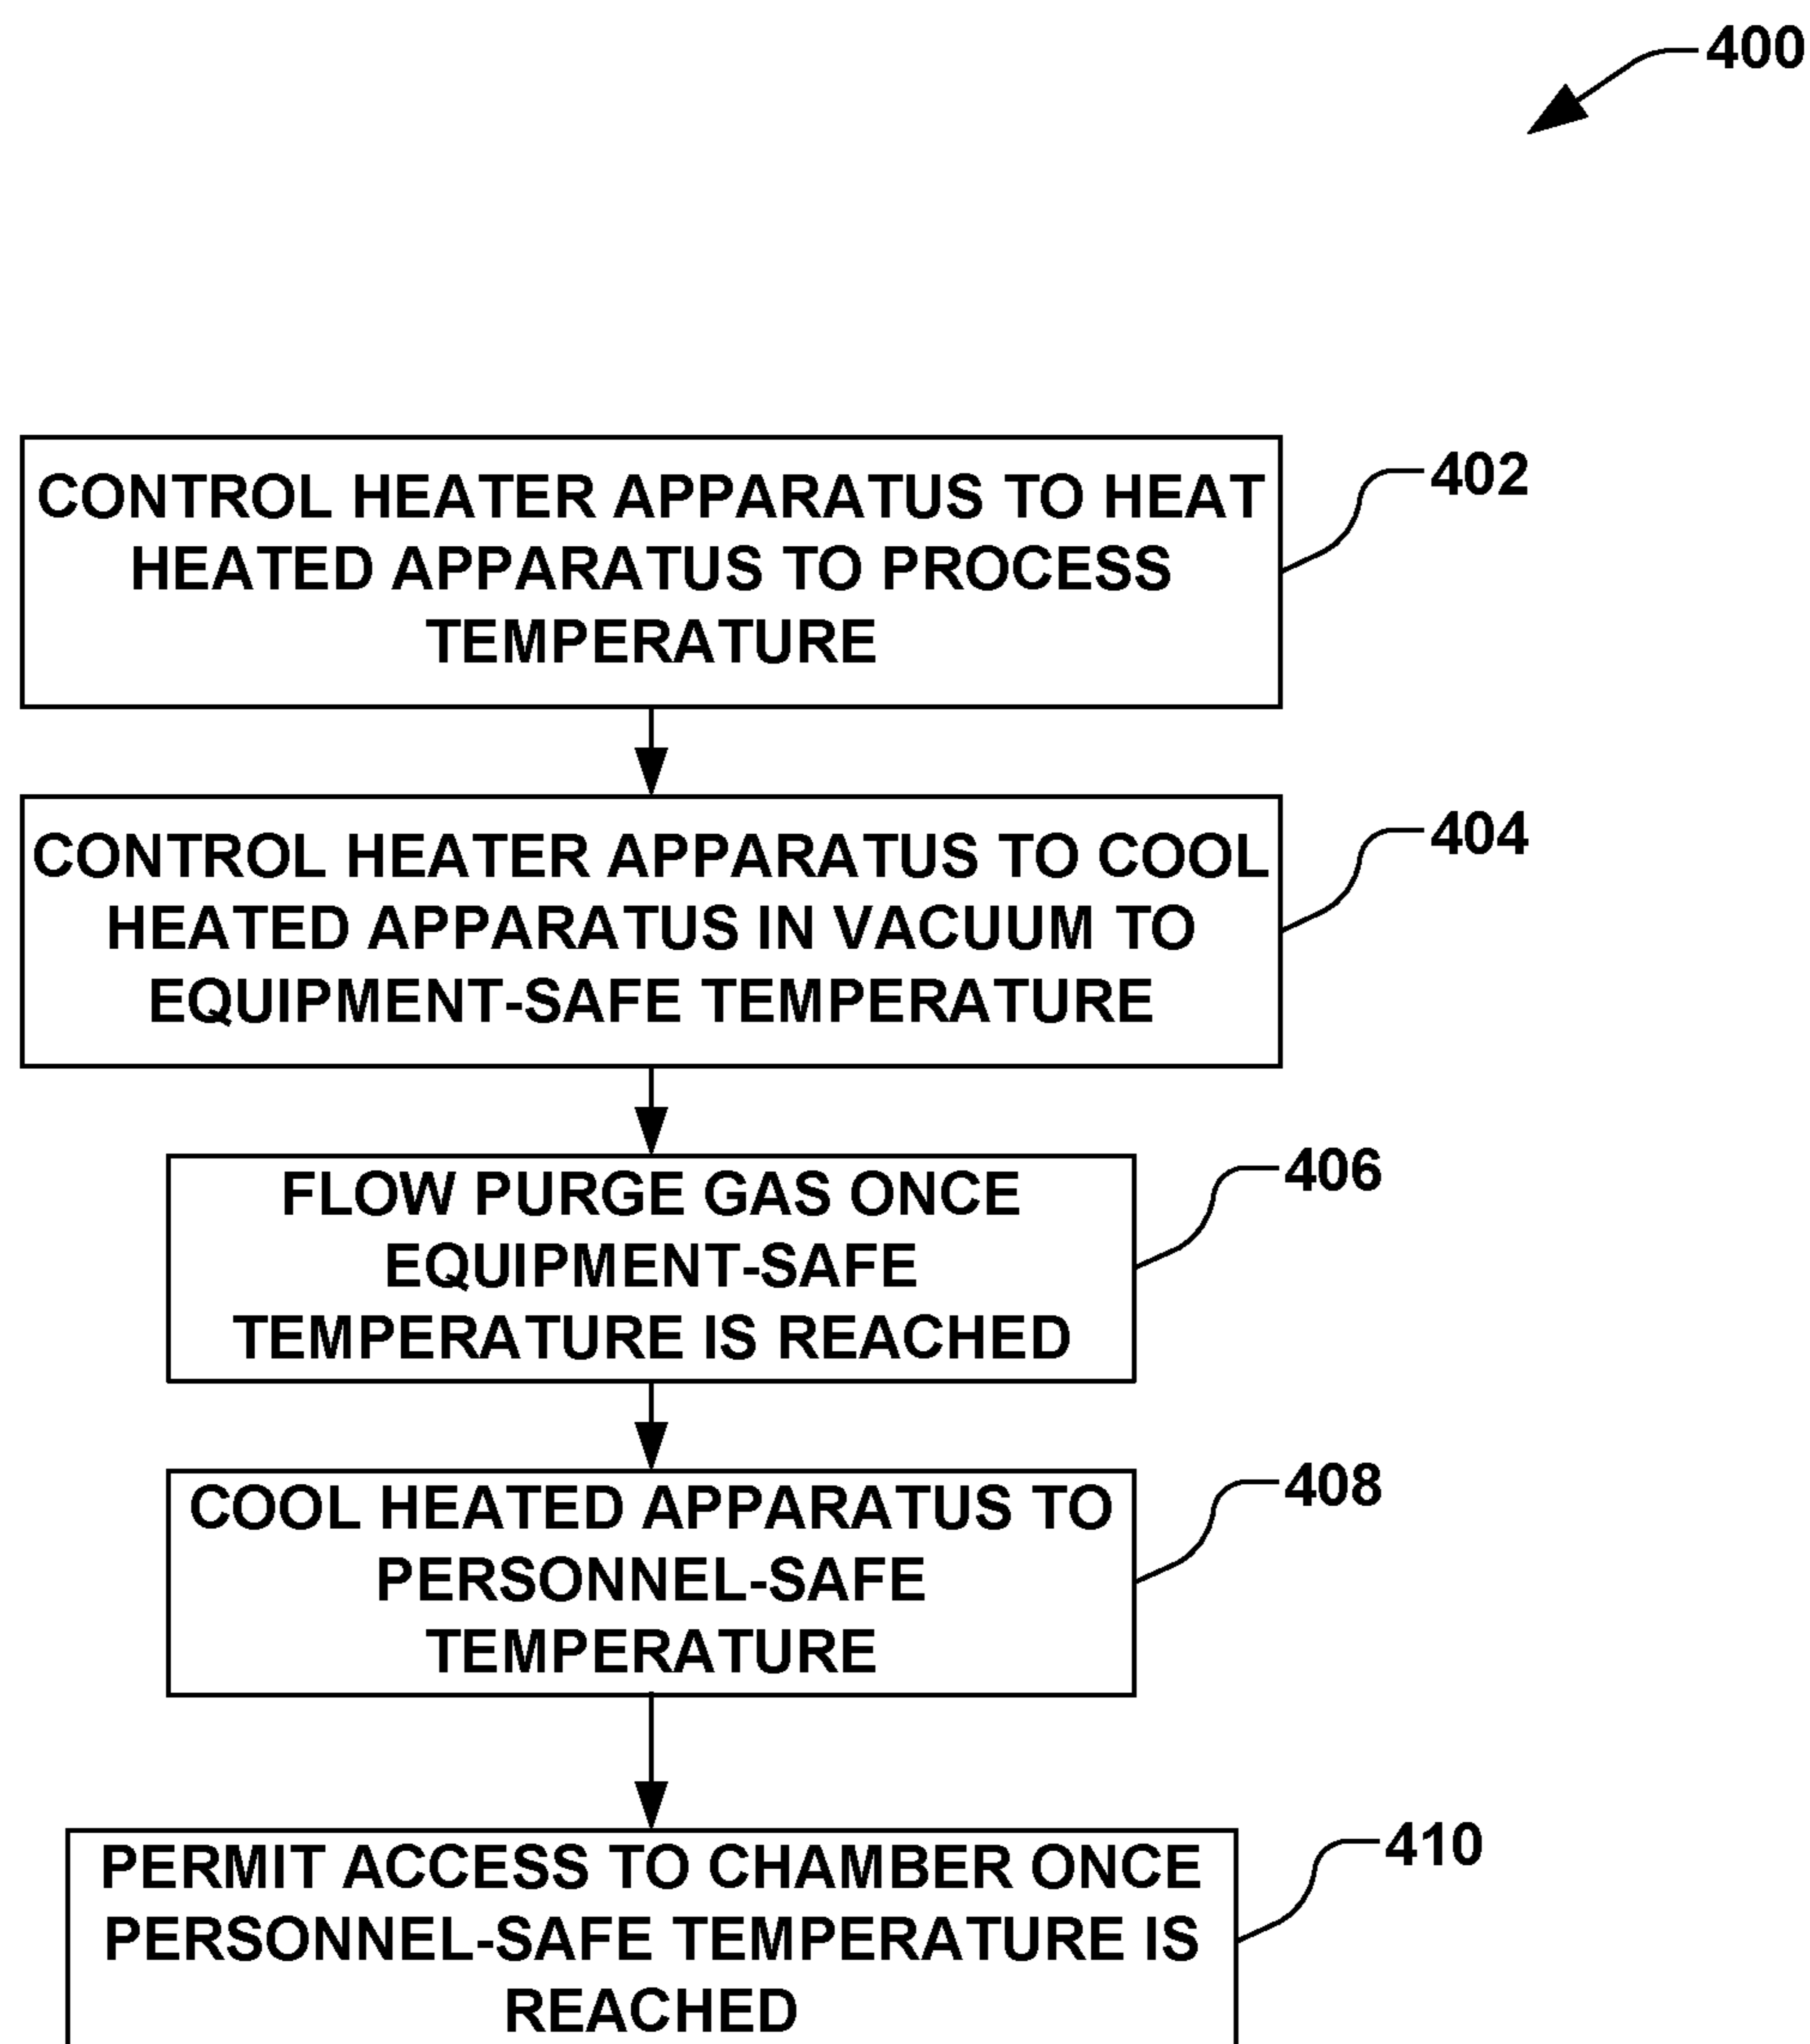 400
CONTROL HEATER APPARATUS TO HEAT
HEATED APPARATUS TO PROCESS
TEMPERATURE
402
CONTROL HEATER APPARATUS TO COOL
HEATED APPARATUS IN VACUUM TO
EQUIPMENT-SAFE TEMPERATURE
404
FLOW PURGE GAS ONCE
EQUIPMENT-SAFE
TEMPERATURE IS REACHED
406
COOL HEATED APPARATUS TO
PERSONNEL-SAFE
TEMPERATURE
408
PERMIT ACCESS TO CHAMBER ONCE
PERSONNEL-SAFE TEMPERATURE IS
REACHED
410